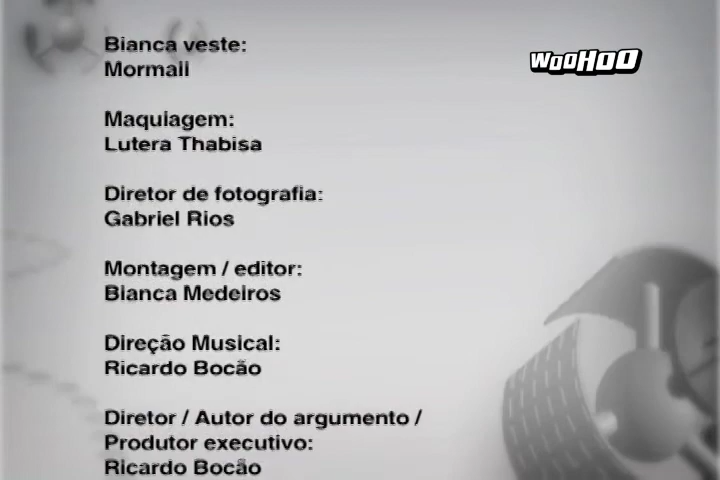 Bianca veste:
Mormaii
WOOHOO
Maquiagem:
Lutera Thabisa
Diretor de fotografia:
Gabriel Rios
Montagem / editor:
Bianca Medeiros
Direção Musical:
Ricardo Bocão
Diretor / Autor do argumento /
Produtor executivo:
Ricardo Bocão